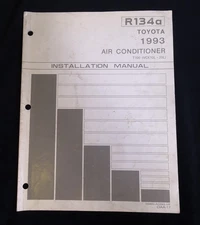 R134a
TOYOTA
1993
AIR CONDITIONER
INSTALLATION MANUAL